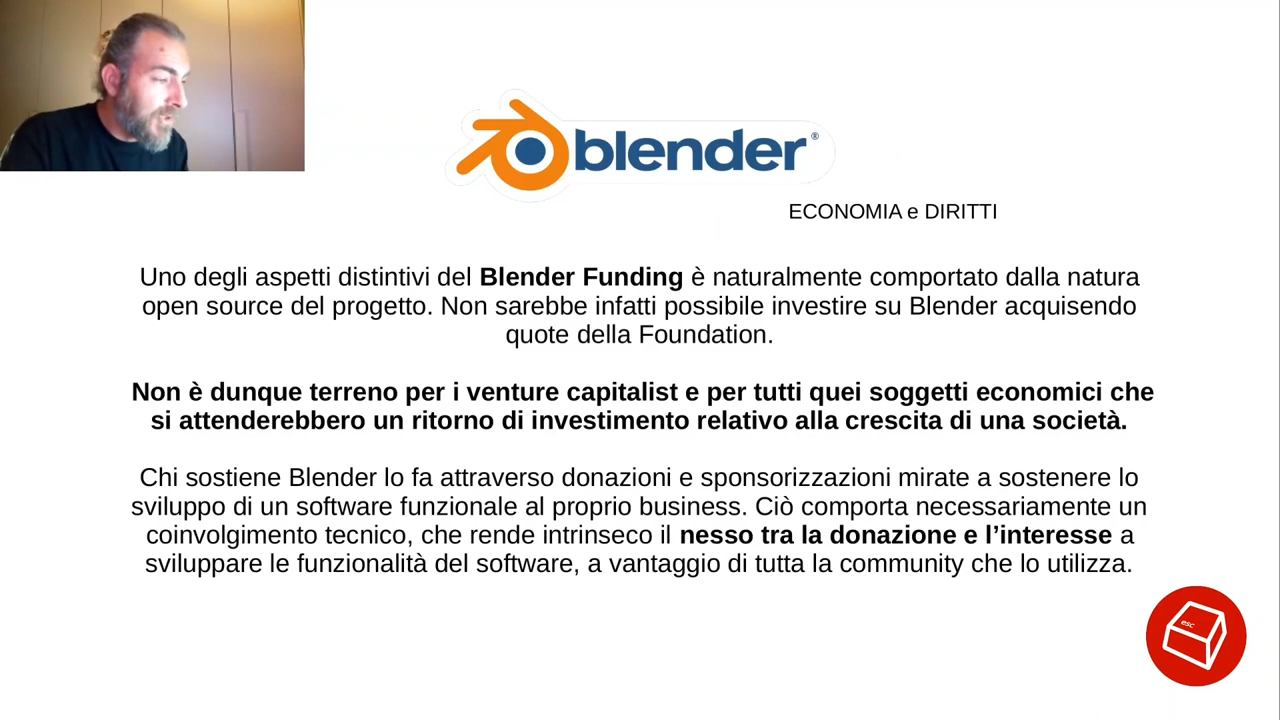 blender®
ECONOMIA e DIRITTI
Uno degli aspetti distintivi del Blender Funding è naturalmente comportato dalla natura
open source del progetto. Non sarebbe infatti possibile investire su Blender acquisendo
quote della Foundation.
Non è dunque terreno per i venture capitalist e per tutti quei soggetti economici che
si attenderebbero un ritorno di investimento relativo alla crescita di una società.
Chi sostiene Blender lo fa attraverso donazioni e sponsorizzazioni mirate a sostenere lo
sviluppo di un software funzionale al proprio business. Ciò comporta necessariamente un
coinvolgimento tecnico, che rende intrinseco il nesso tra la donazione e l’interesse a
sviluppare le funzionalità del software, a vantaggio di tutta la community che lo utilizza.
esc